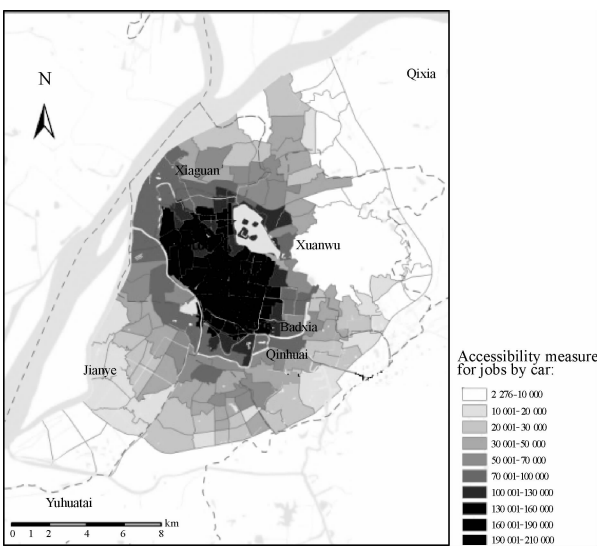 Qixia
N
Xiaguan
Xuanwu
Badxia
Qinhuai
Jianye
Yuhuatai
km
0 1 2 4 6 8
Accessibility measure
for jobs by car:
2 276-10 000
10 001-20 000
20 001-30 000
30 001-50 000
50 001-70 000
70 001-100 000
100 001-130 000
130 001-160 000
160 001-190 000
190 001-210 000